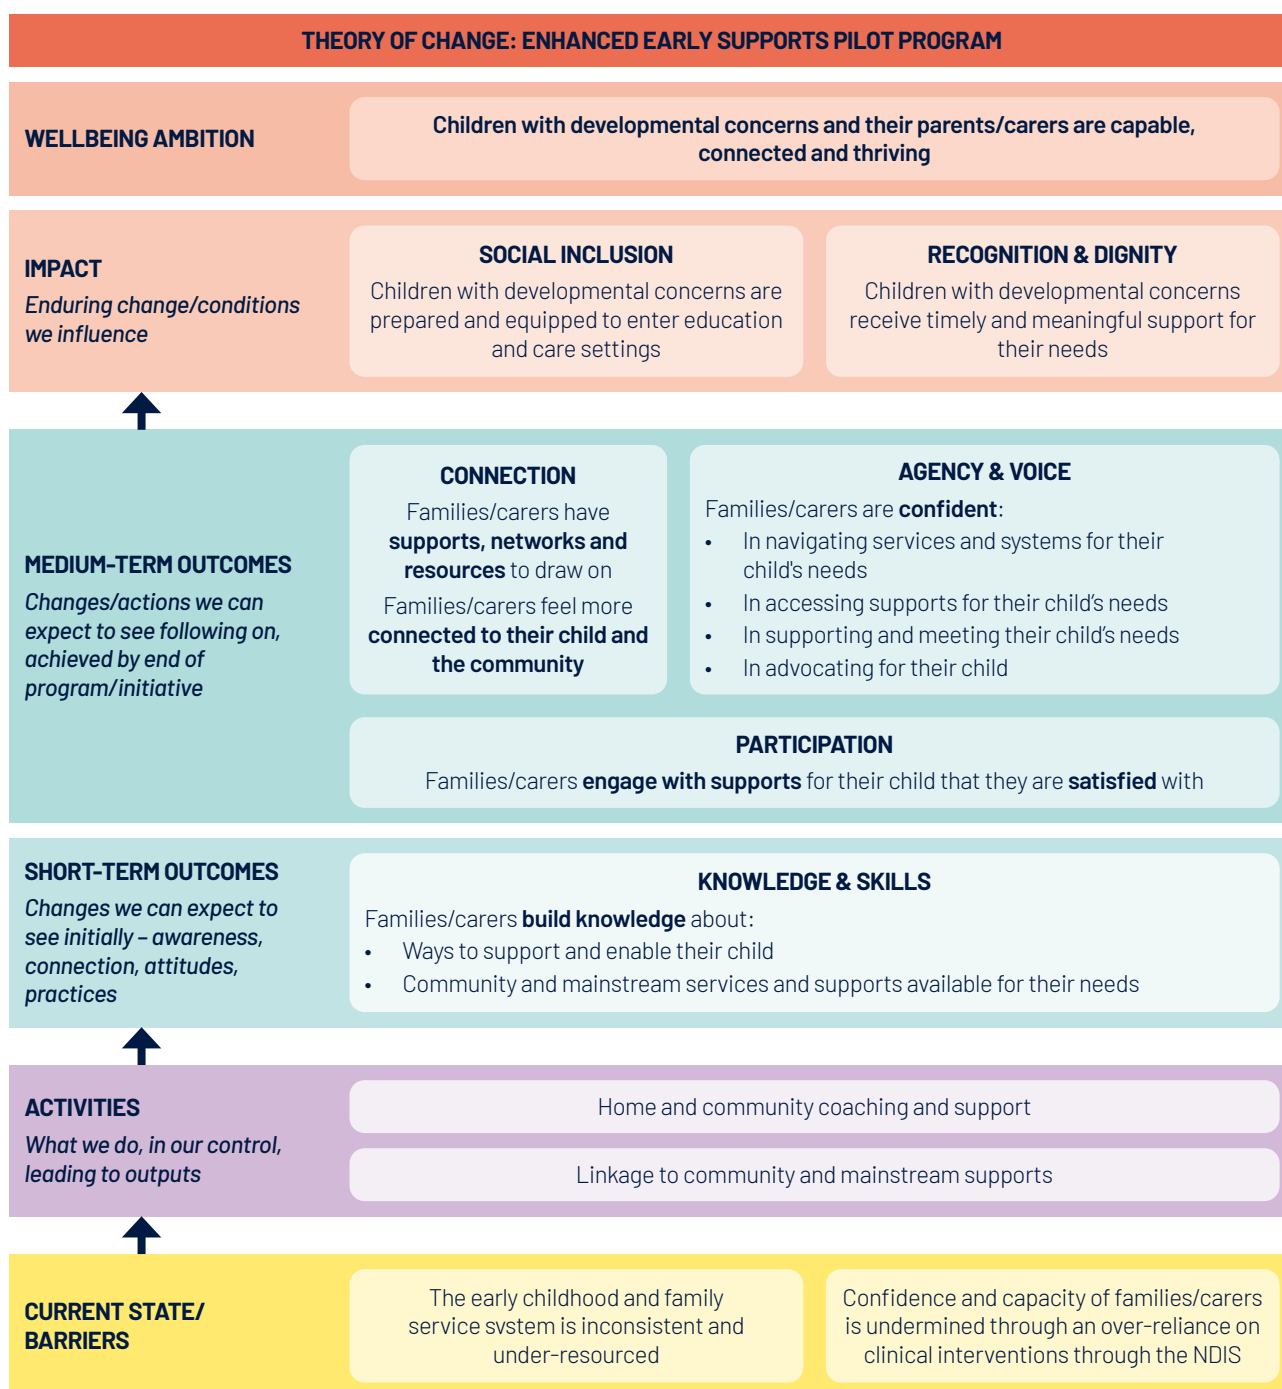 THEORY OF CHANGE: ENHANCED EARLY SUPPORTS PILOT PROGRAM
WELLBEING AMBITION
Children with developmental concerns and their parents/carers are capable,
connected and thriving
IMPACT
Enduring change/conditions
we influence
SOCIAL INCLUSION
Children with developmental concerns are
prepared and equipped to enter education
and care settings
RECOGNITION & DIGNITY
Children with developmental concerns
receive timely and meaningful support for
their needs
MEDIUM-TERM OUTCOMES
Changes/actions we can
expect to see following on,
achieved by end of
program/initiative
CONNECTION
Families/carers have
supports, networks and
resources to draw on
Families/carers feel more
connected to their child and
the community
AGENCY & VOICE
Families/carers are confident:
• In navigating services and systems for their
child's needs
• In accessing supports for their child’s needs
• In supporting and meeting their child’s needs
• In advocating for their child
PARTICIPATION
Families/carers engage with supports for their child that they are satisfied with
SHORT-TERM OUTCOMES
Changes we can expect to
see initially – awareness,
connection, attitudes,
practices
KNOWLEDGE & SKILLS
Families/carers build knowledge about:
• Ways to support and enable their child
• Community and mainstream services and supports available for their needs
ACTIVITIES
What we do, in our control,
leading to outputs
Home and community coaching and support
Linkage to community and mainstream supports
CURRENT STATE/
BARRIERS
The early childhood and family
service system is inconsistent and
under-resourced
Confidence and capacity of families/carers
is undermined through an over-reliance on
clinical interventions through the NDIS